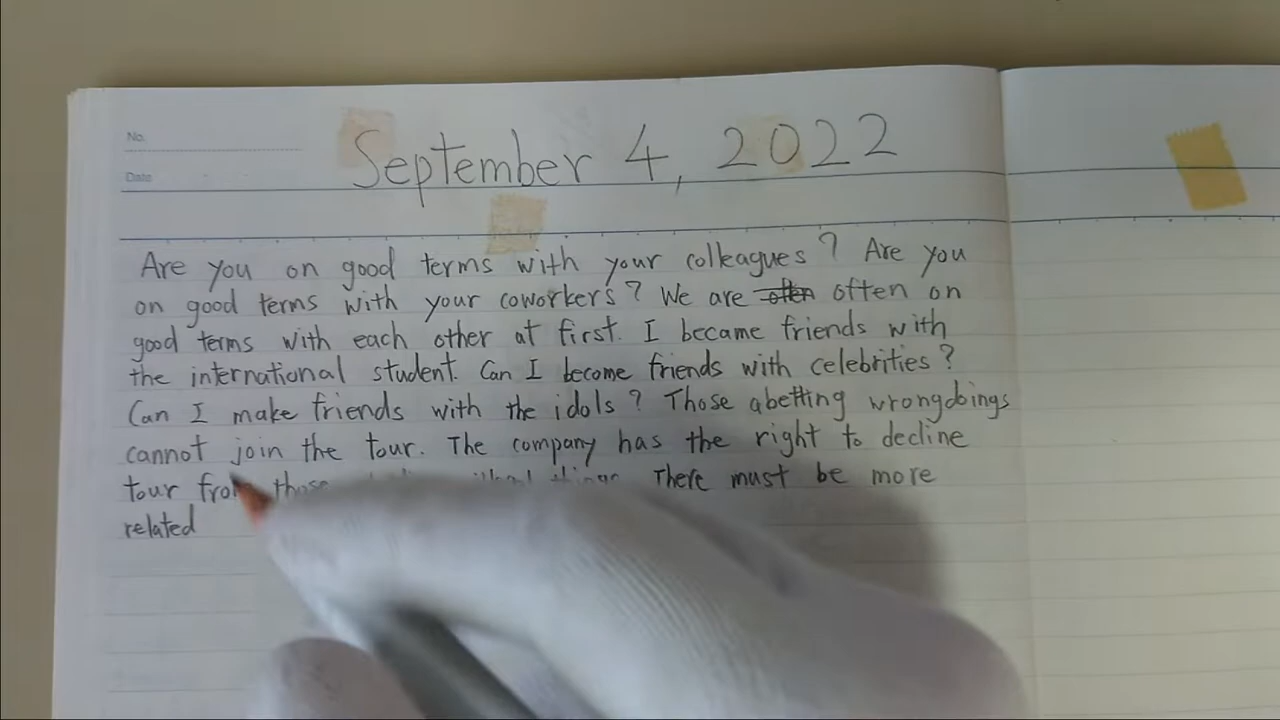 No.
Date
September 4, 2022
Are you on good terms with your colleagues? Are you
on good terms with your coworkers? We are often often on
good terms with each other at first. I became friends with
the international student. Can I become friends with celebrities?
Can I make friends with the idols? Those abetting wrongdoings
cannot join the tour. The company has the right to decline
tour from those things. There must be more
related